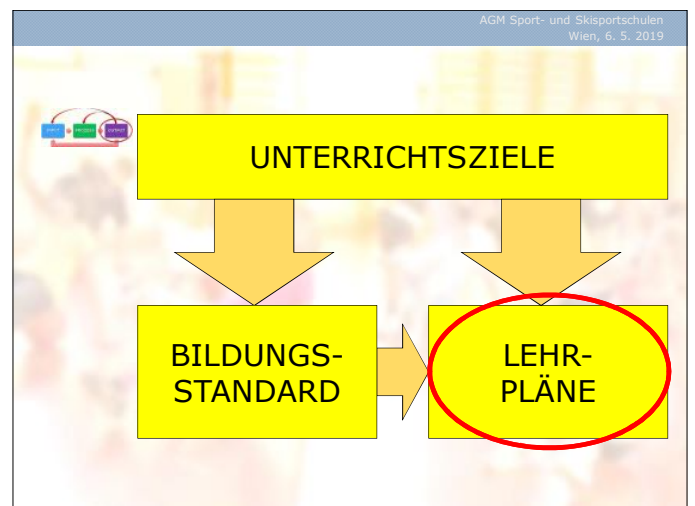 AGM Sport- und Skisportschulen
Wien, 6. 5. 2019
UNTERRICHTSZIELE
BILDUNGS-
STANDARD
LEHR-
PLÄNE